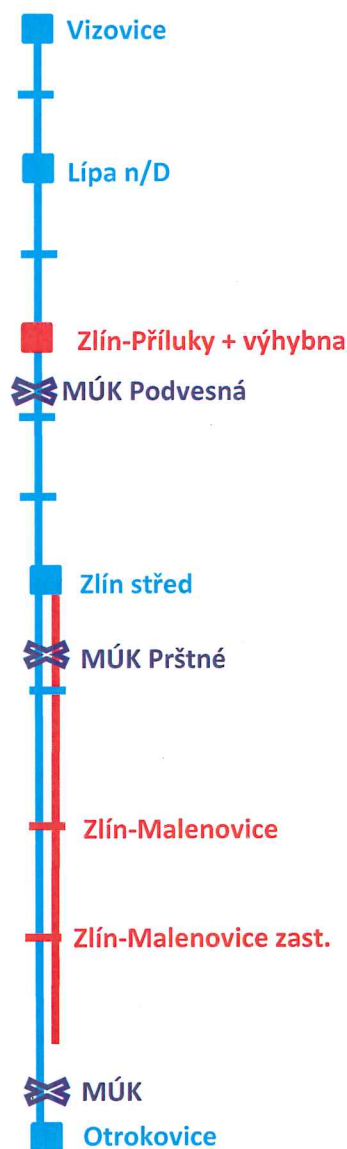 Vizovice
Lípa n/D
Zlín-Příluky + výhybna
MÚK Podvesná
Zlín střed
MÚK Prštné
Zlín-Malenovice
Zlín-Malenovice zast.
MÚK
Otrokovice